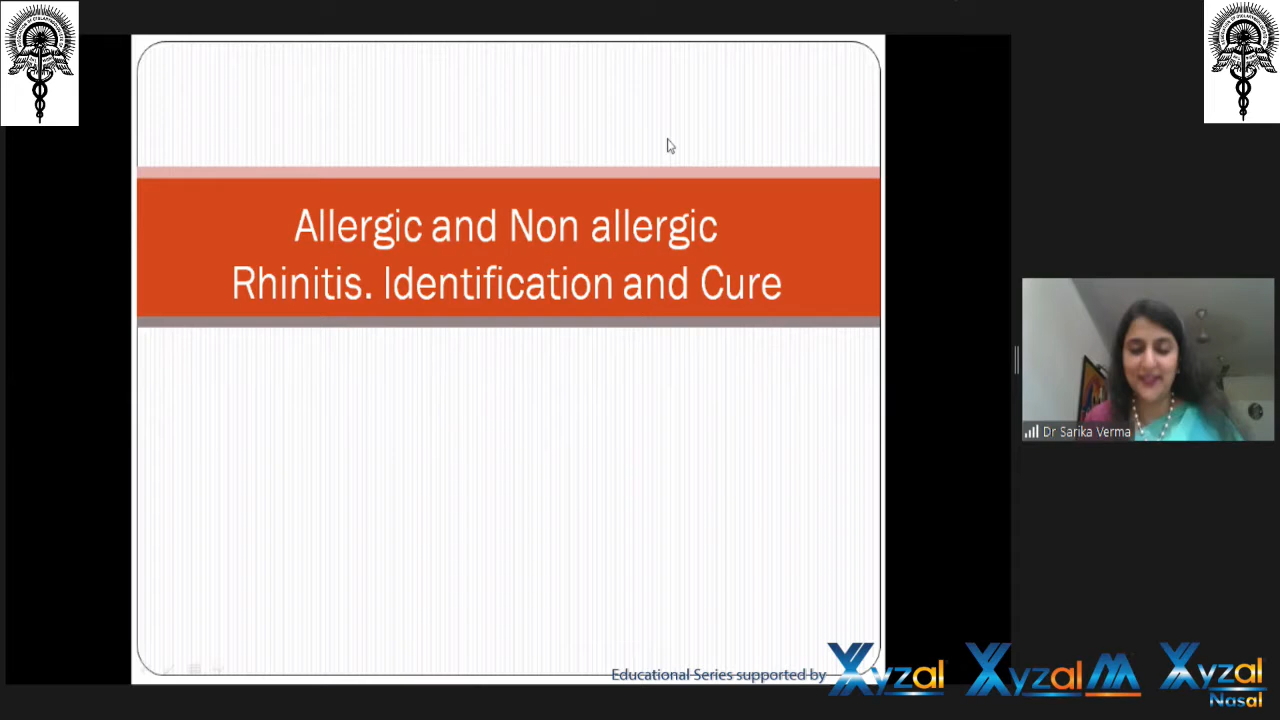 Allergic and Non allergic
Rhinitis. Identification and Cure
Dr Sarika Verma
Educational Series supported by Xyzal Xyzal M Xyzal
Nasal